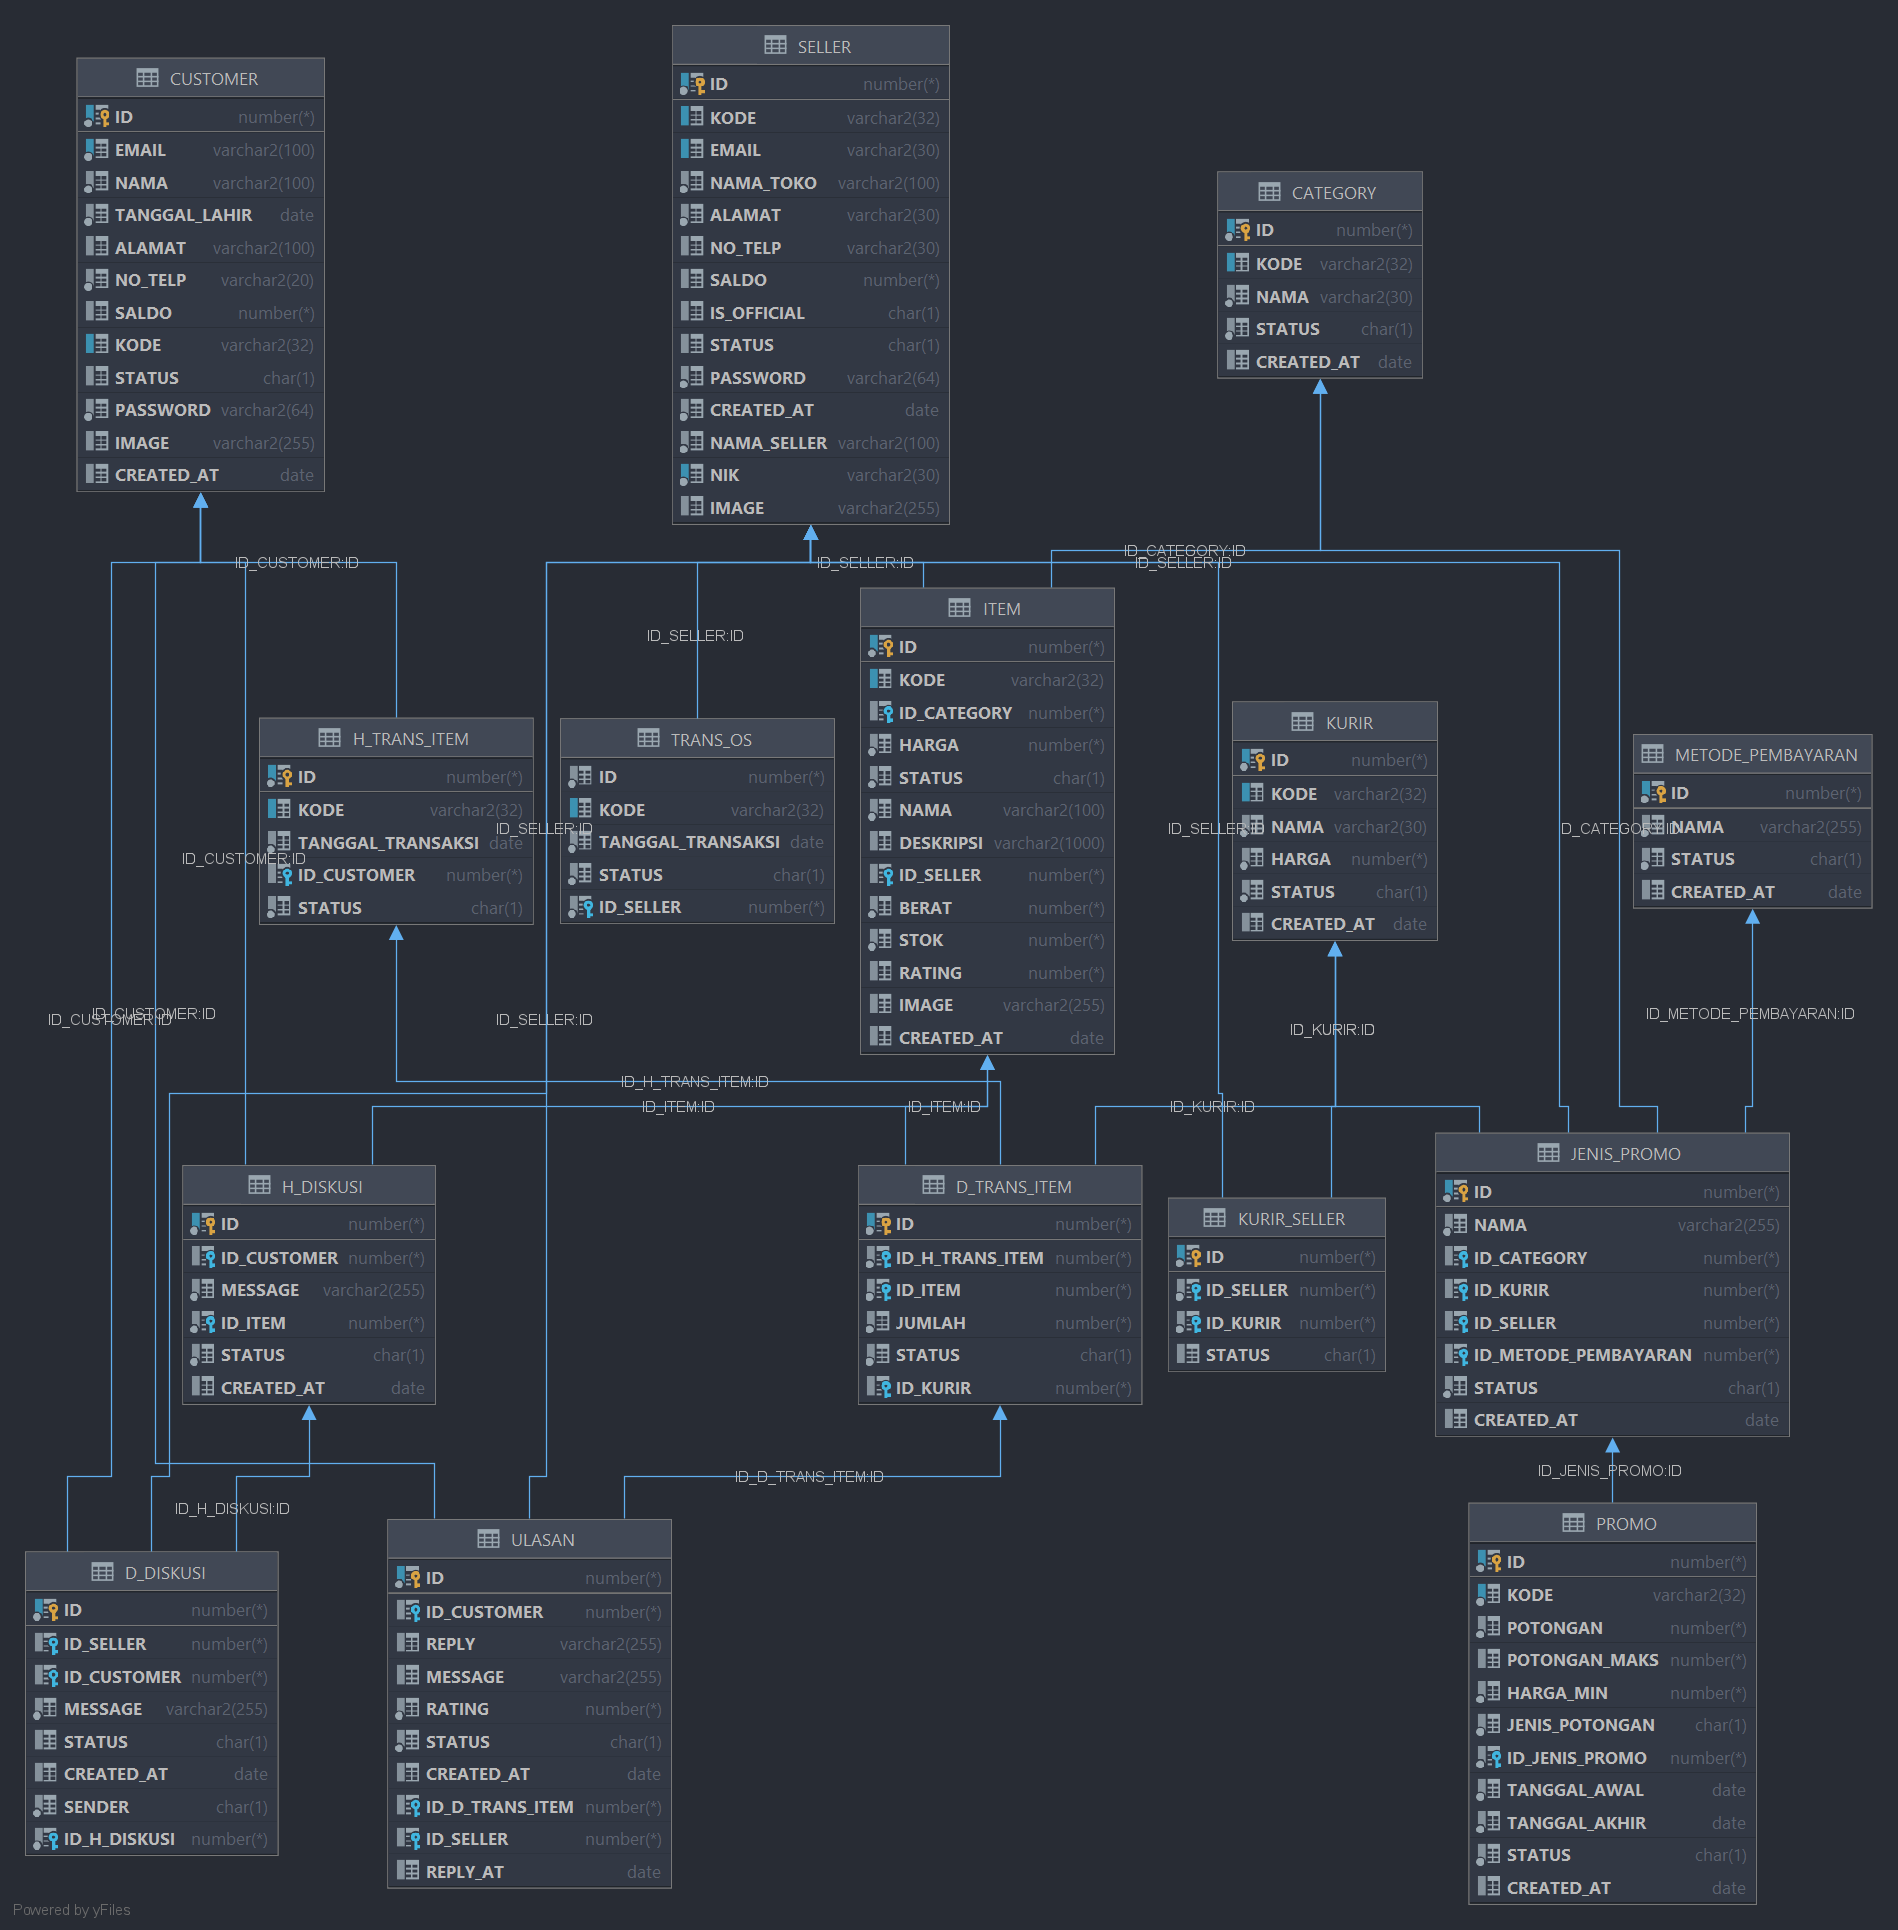 CUSTOMER
ID number(*)
EMAIL varchar2(100)
NAMA varchar2(100)
TANGGAL_LAHIR date
ALAMAT varchar2(100)
NO_TELP varchar2(20)
SALDO number(*)
KODE varchar2(32)
STATUS char(1)
PASSWORD varchar2(64)
IMAGE varchar2(255)
CREATED_AT date
SELLER
ID number(*)
KODE varchar2(32)
EMAIL varchar2(30)
NAMA_TOKO varchar2(100)
ALAMAT varchar2(30)
NO_TELP varchar2(30)
SALDO number(*)
IS_OFFICIAL char(1)
STATUS char(1)
PASSWORD varchar2(64)
CREATED_AT date
NAMA_SELLER varchar2(100)
NIK varchar2(30)
IMAGE varchar2(255)
CATEGORY
ID number(*)
KODE varchar2(32)
NAMA varchar2(30)
STATUS char(1)
CREATED_AT date
ID_CUSTOMER:ID
ID_SELLER:ID
ID_CATEGORY:ID
ID_SELLER:ID
ID_SELLER:ID
ITEM
ID number(*)
KODE varchar2(32)
ID_CATEGORY number(*)
HARGA number(*)
STATUS char(1)
NAMA varchar2(100)
DESKRIPSI varchar2(1000)
ID_SELLER number(*)
BERAT number(*)
STOK number(*)
RATING number(*)
IMAGE varchar2(255)
CREATED_AT date
H_TRANS_ITEM
ID number(*)
KODE varchar2(32)
TANGGAL_TRANSAKSI date
ID_CUSTOMER number(*)
STATUS char(1)
TRANS_OS
ID number(*)
KODE varchar2(32)
TANGGAL_TRANSAKSI date
STATUS char(1)
ID_SELLER number(*)
KURIR
ID number(*)
KODE varchar2(32)
NAMA varchar2(30)
HARGA number(*)
STATUS char(1)
CREATED_AT date
METODE_PEMBAYARAN
ID number(*)
NAMA varchar2(255)
STATUS char(1)
CREATED_AT date
ID_SELLER:ID
ID_SELLER:ID
ID_CATEGORY:ID
ID_CUSTOMER:ID
ID_CUSTOMER:ID
ID_CUSTOMER:ID
ID_SELLER:ID
ID_KURIR:ID
ID_METODE_PEMBAYARAN:ID
ID_H_TRANS_ITEM:ID
ID_ITEM:ID
ID_ITEM:ID
ID_KURIR:ID
H_DISKUSI
ID number(*)
ID_CUSTOMER number(*)
MESSAGE varchar2(255)
ID_ITEM number(*)
STATUS char(1)
CREATED_AT date
D_TRANS_ITEM
ID number(*)
ID_H_TRANS_ITEM number(*)
ID_ITEM number(*)
JUMLAH number(*)
STATUS char(1)
ID_KURIR number(*)
KURIR_SELLER
ID number(*)
ID_SELLER number(*)
ID_KURIR number(*)
STATUS char(1)
JENIS_PROMO
ID number(*)
NAMA varchar2(255)
ID_CATEGORY number(*)
ID_KURIR number(*)
ID_SELLER number(*)
ID_METODE_PEMBAYARAN number(*)
STATUS char(1)
CREATED_AT date
ID_H_DISKUSI:ID
ID_D_TRANS_ITEM:ID
ID_JENIS_PROMO:ID
D_DISKUSI
ID number(*)
ID_SELLER number(*)
ID_CUSTOMER number(*)
MESSAGE varchar2(255)
STATUS char(1)
CREATED_AT date
SENDER char(1)
ID_H_DISKUSI number(*)
ULASAN
ID number(*)
ID_CUSTOMER number(*)
REPLY varchar2(255)
MESSAGE varchar2(255)
RATING number(*)
STATUS char(1)
CREATED_AT date
ID_D_TRANS_ITEM number(*)
ID_SELLER number(*)
REPLY_AT date
PROMO
ID number(*)
KODE varchar2(32)
POTONGAN number(*)
POTONGAN_MAKS number(*)
HARGA_MIN number(*)
JENIS_POTONGAN char(1)
ID_JENIS_PROMO number(*)
TANGGAL_AWAL date
TANGGAL_AKHIR date
STATUS char(1)
CREATED_AT date
Powered by yFiles